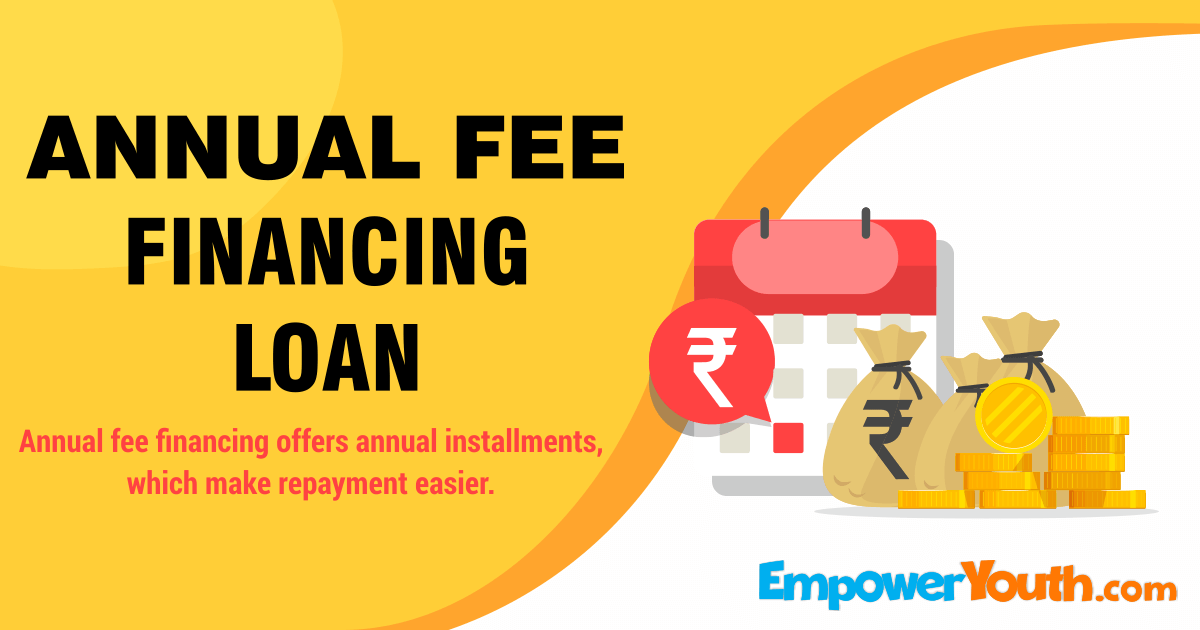 ANNUAL FEE
FINANCING
LOAN
Annual fee financing offers annual installments,
which make repayment easier.
₹
₹
EmpowerYouth.com